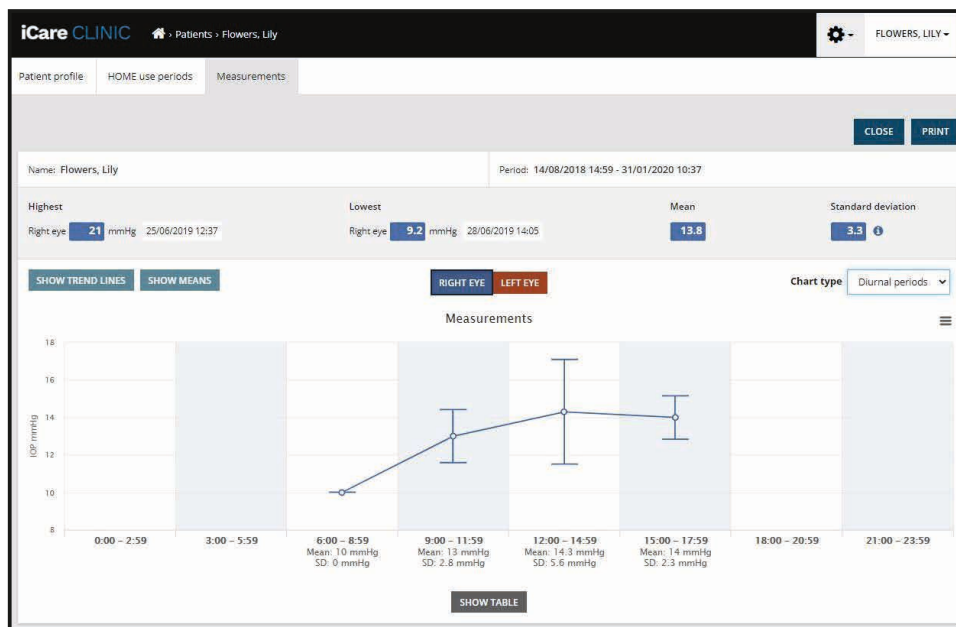 iCare CLINIC › Patients › Flowers, Lily FLOWERS, LILY
Patient profile HOME use periods Measurements
CLOSE PRINT
Name: Flowers, Lily Period: 14/08/2018 14:59 - 31/01/2020 10:37
Highest Lowest Mean Standard deviation
Right eye 21 mmHg 25/06/2019 12:37 Right eye 9.2 mmHg 28/06/2019 14:05 13.8 3.3 i
SHOW TREND LINES SHOW MEANS RIGHT EYE LEFT EYE Chart type Diurnal periods
Measurements
18
16
14
12
10
8
IOP mmHg
0:00 – 2:59 3:00 – 5:59 6:00 – 8:59 9:00 – 11:59 12:00 – 14:59 15:00 – 17:59 18:00 – 20:59 21:00 – 23:59
Mean: 10 mmHg Mean: 13 mmHg Mean: 14.3 mmHg Mean: 14 mmHg
SD: 0 mmHg SD: 2.8 mmHg SD: 5.6 mmHg SD: 2.3 mmHg
SHOW TABLE